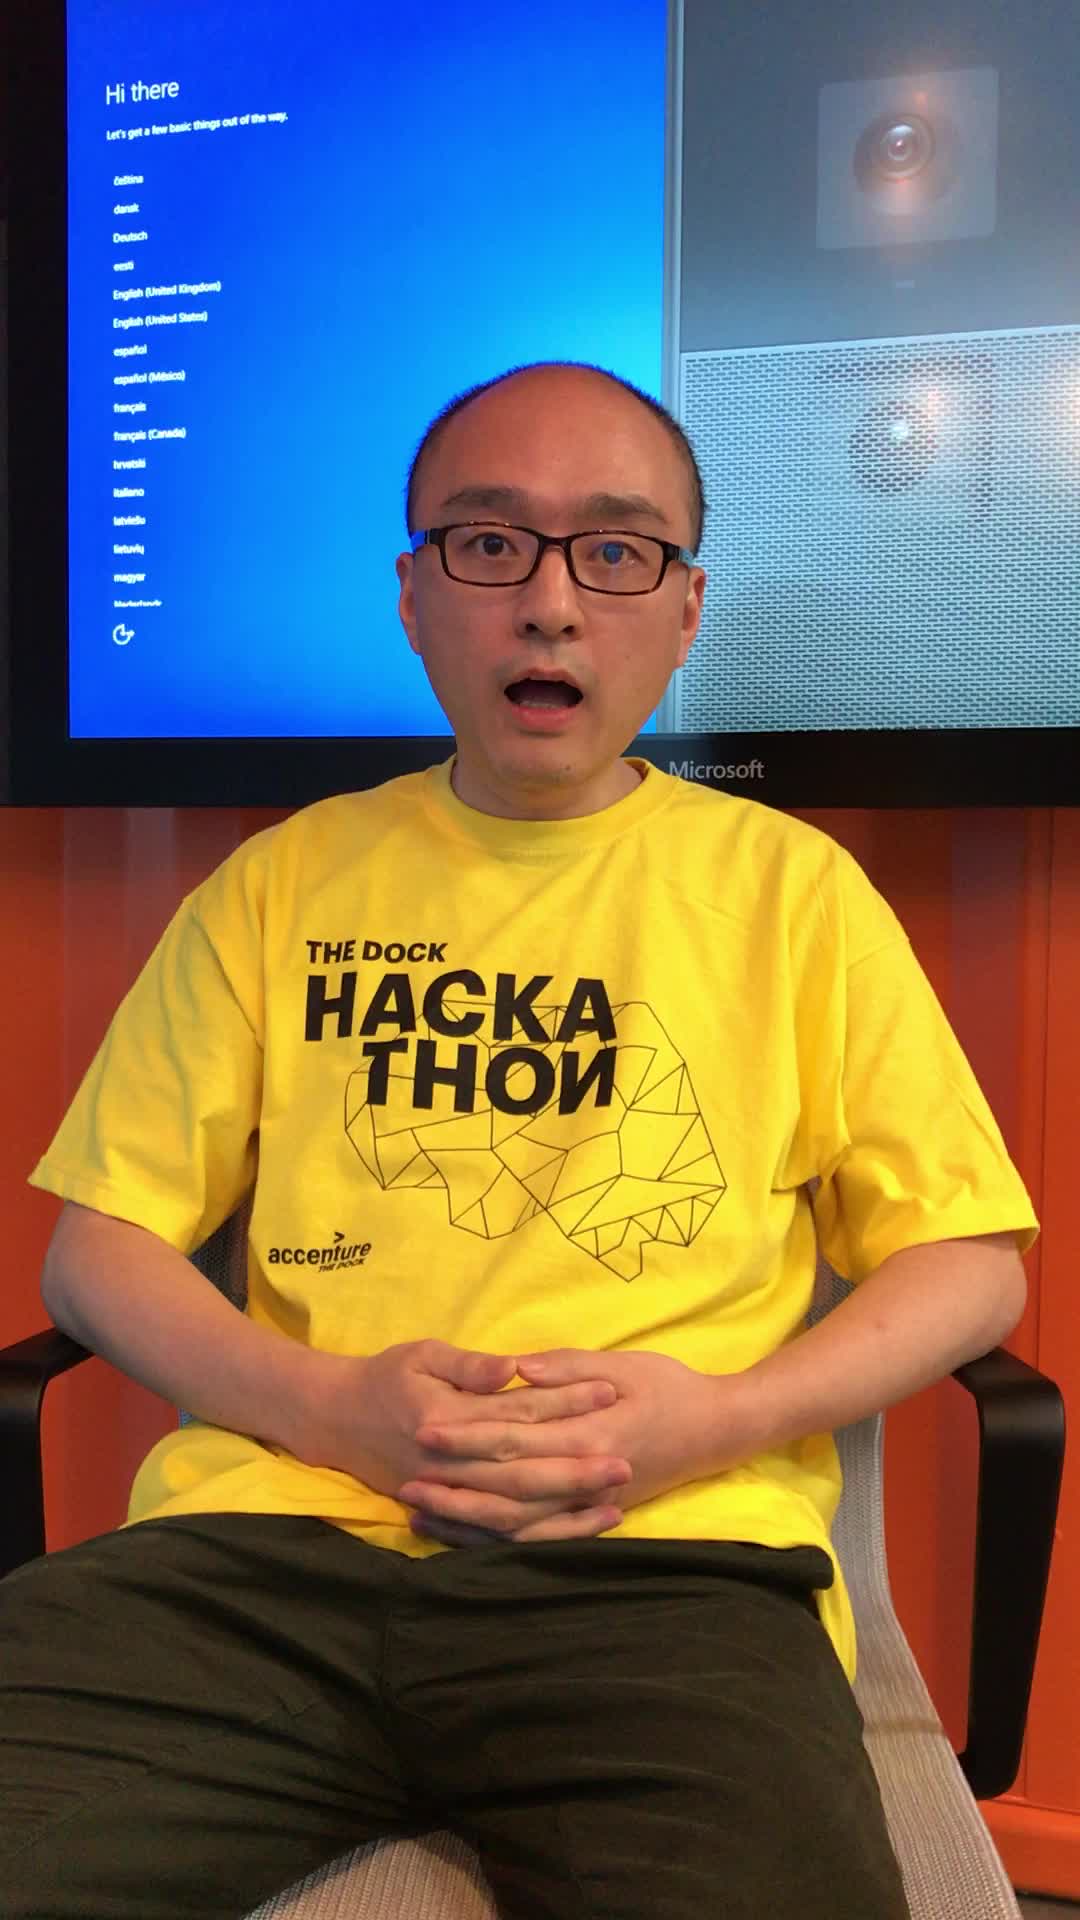 Hi there
Let's get a few basic things out of the way.
čeština
dansk
Deutsch
eesti
English (United Kingdom)
English (United States)
español
español (México)
français
français (Canada)
hrvatski
italiano
latviešu
lietuvių
magyar
Nederlands
Microsoft
THE DOCK
HACKA
THON
>
accenture
THE DOCK